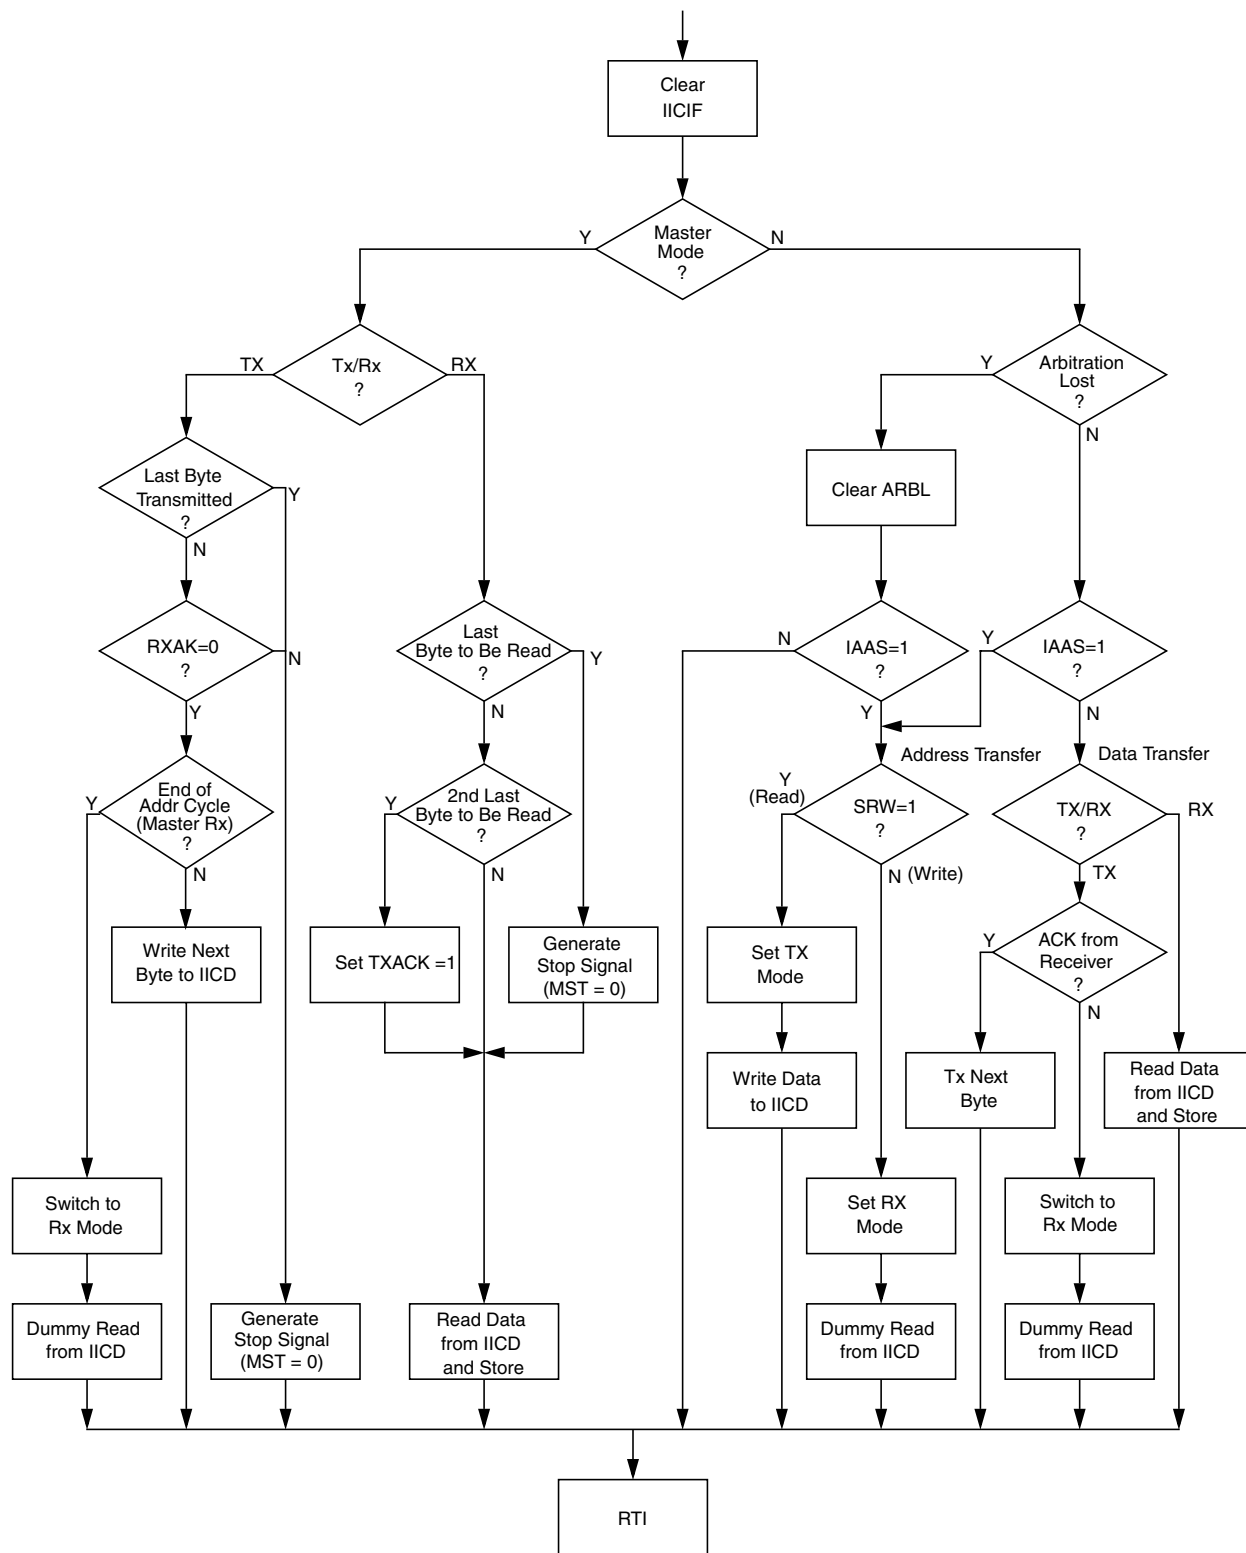 Clear
IICIF
Master
Mode
?
Y
N
Tx/Rx
?
TX
RX
Arbitration
Lost
?
Y
N
Last Byte
Transmitted
?
Y
N
Clear ARBL
RXAK=0
?
N
Y
Last
Byte to Be Read
?
Y
N
IAAS=1
?
N
Y
IAAS=1
?
Y
N
Address Transfer
Data Transfer
End of
Addr Cycle
(Master Rx)
?
Y
N
2nd Last
Byte to Be Read
?
Y
N
Y
(Read)
SRW=1
?
N (Write)
TX/RX
?
RX
TX
Write Next
Byte to IICD
Set TXACK =1
Generate
Stop Signal
(MST = 0)
Set TX
Mode
ACK from
Receiver
?
Y
N
Write Data
to IICD
Tx Next
Byte
Read Data
from IICD
and Store
Switch to
Rx Mode
Set RX
Mode
Switch to
Rx Mode
Dummy Read
from IICD
Generate
Stop Signal
(MST = 0)
Read Data
from IICD
and Store
Dummy Read
from IICD
Dummy Read
from IICD
RTI